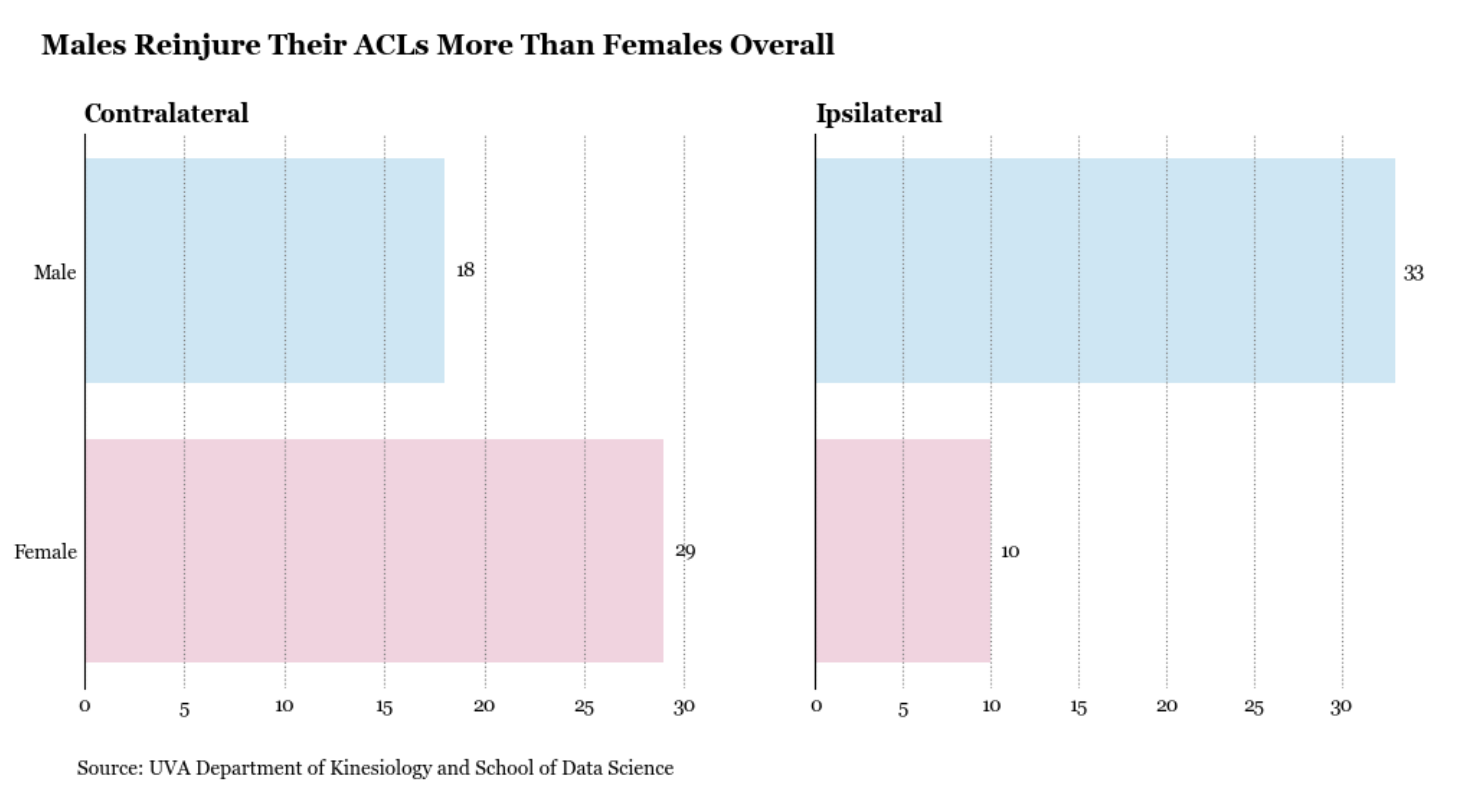 Males Reinjure Their ACLs More Than Females Overall
Contralateral
Male
18
Female
29
0 5 10 15 20 25 30
Ipsilateral
33
10
0 5 10 15 20 25 30
Source: UVA Department of Kinesiology and School of Data Science